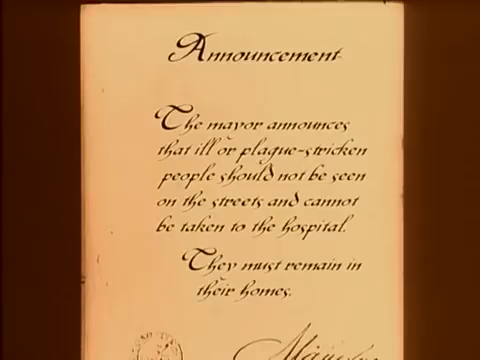 Announcement
The mayor announces
that ill or plague-stricken
people should not be seen
on the streets and cannot
be taken to the hospital.
They must remain in
their homes.